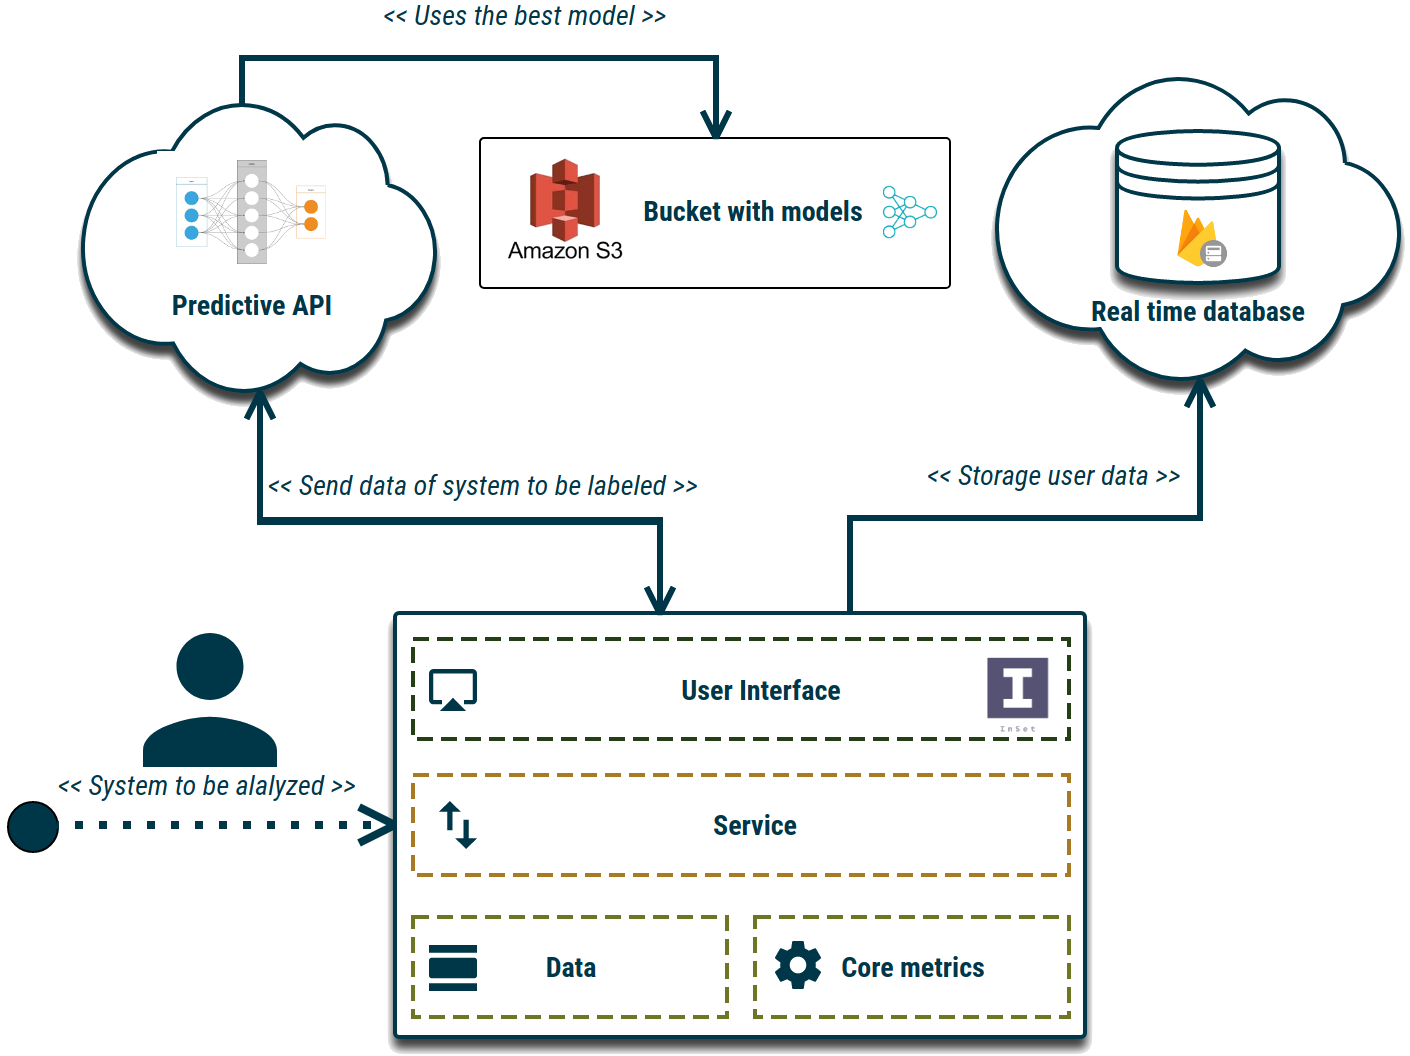 << Uses the best model >>
Amazon S3
Bucket with models
Predictive API
Real time database
<< Send data of system to be labeled >>
<< Storage user data >>
User Interface
I
InSet
<< System to be alalyzed >>
Service
Data
Core metrics